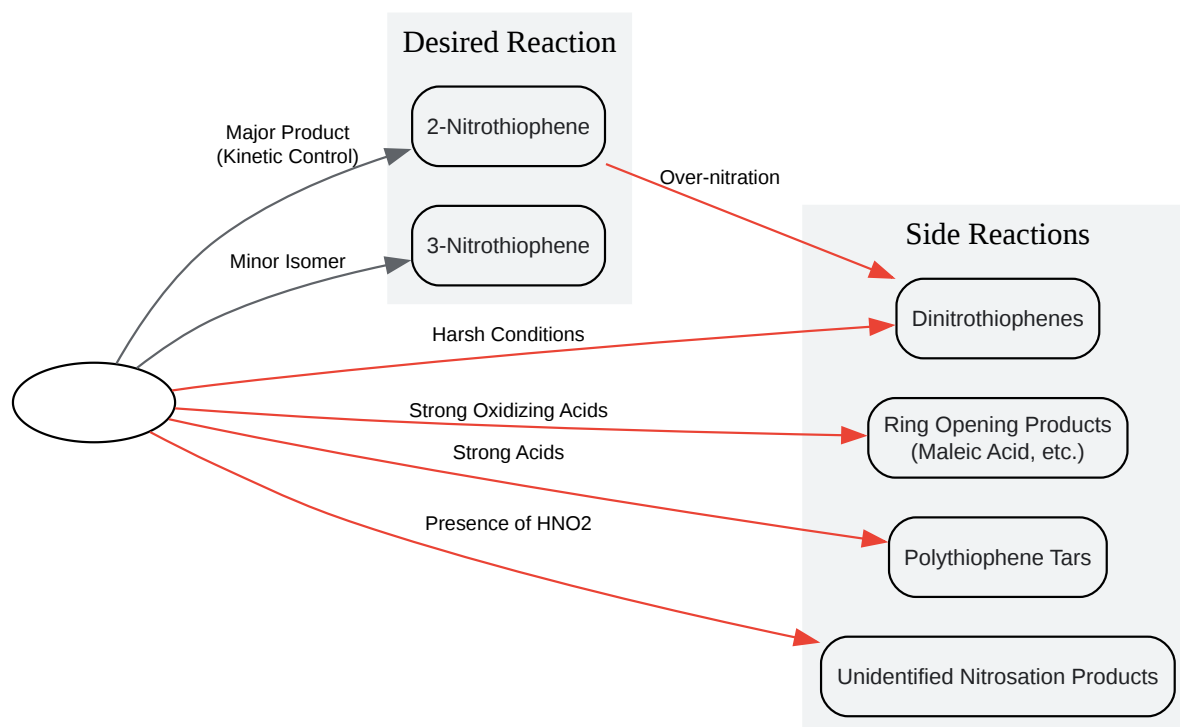 Desired Reaction
2-Nitrothiophene
3-Nitrothiophene
Major Product
(Kinetic Control)
Minor Isomer
Over-nitration
Side Reactions
Dinitrothiophenes
Harsh Conditions
Strong Oxidizing Acids
Ring Opening Products
(Maleic Acid, etc.)
Strong Acids
Polythiophene Tars
Presence of HNO2
Unidentified Nitrosation Products